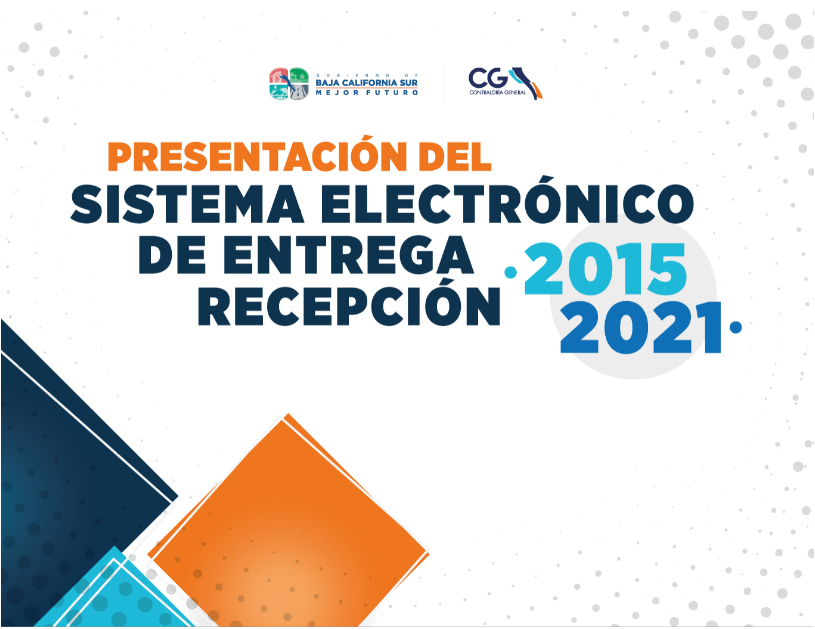 GOBIERNO DE
BAJA CALIFORNIA SUR
MEJOR FUTURO
CG
CONTRALORÍA GENERAL
PRESENTACIÓN DEL
SISTEMA ELECTRÓNICO
DE ENTREGA
RECEPCIÓN
·2015
2021·